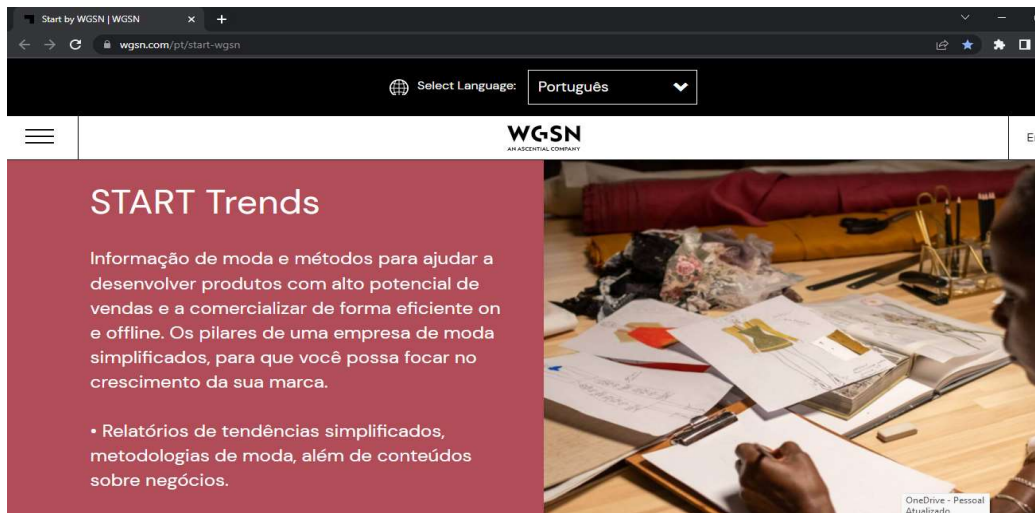 Start by WGSN | WGSN
wgsn.com/pt/start-wgsn
Select Language: Português
WGSN
AN ASCENTIAL COMPANY
START Trends
Informação de moda e métodos para ajudar a
desenvolver produtos com alto potencial de
vendas e a comercializar de forma eficiente on
e offline. Os pilares de uma empresa de moda
simplificados, para que você possa focar no
crescimento da sua marca.
• Relatórios de tendências simplificados,
metodologias de moda, além de conteúdos
sobre negócios.
OneDrive - Pessoal
Atualizado